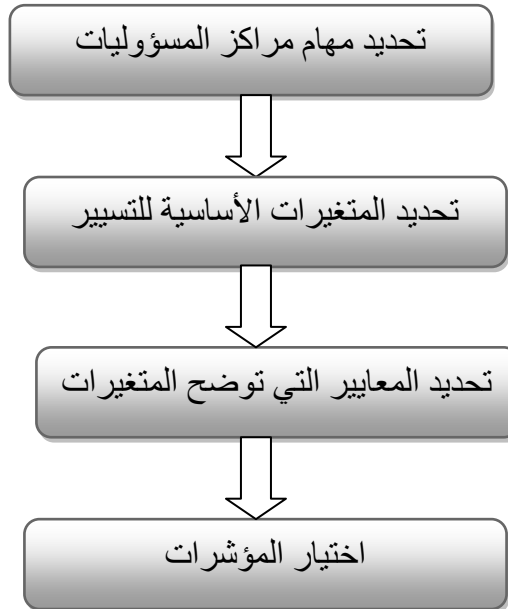 تحديد مهام مراكز المسؤوليات
تحديد المتغيرات الأساسية للتسيير
تحديد المعايير التي توضح المتغيرات
اختيار المؤشرات